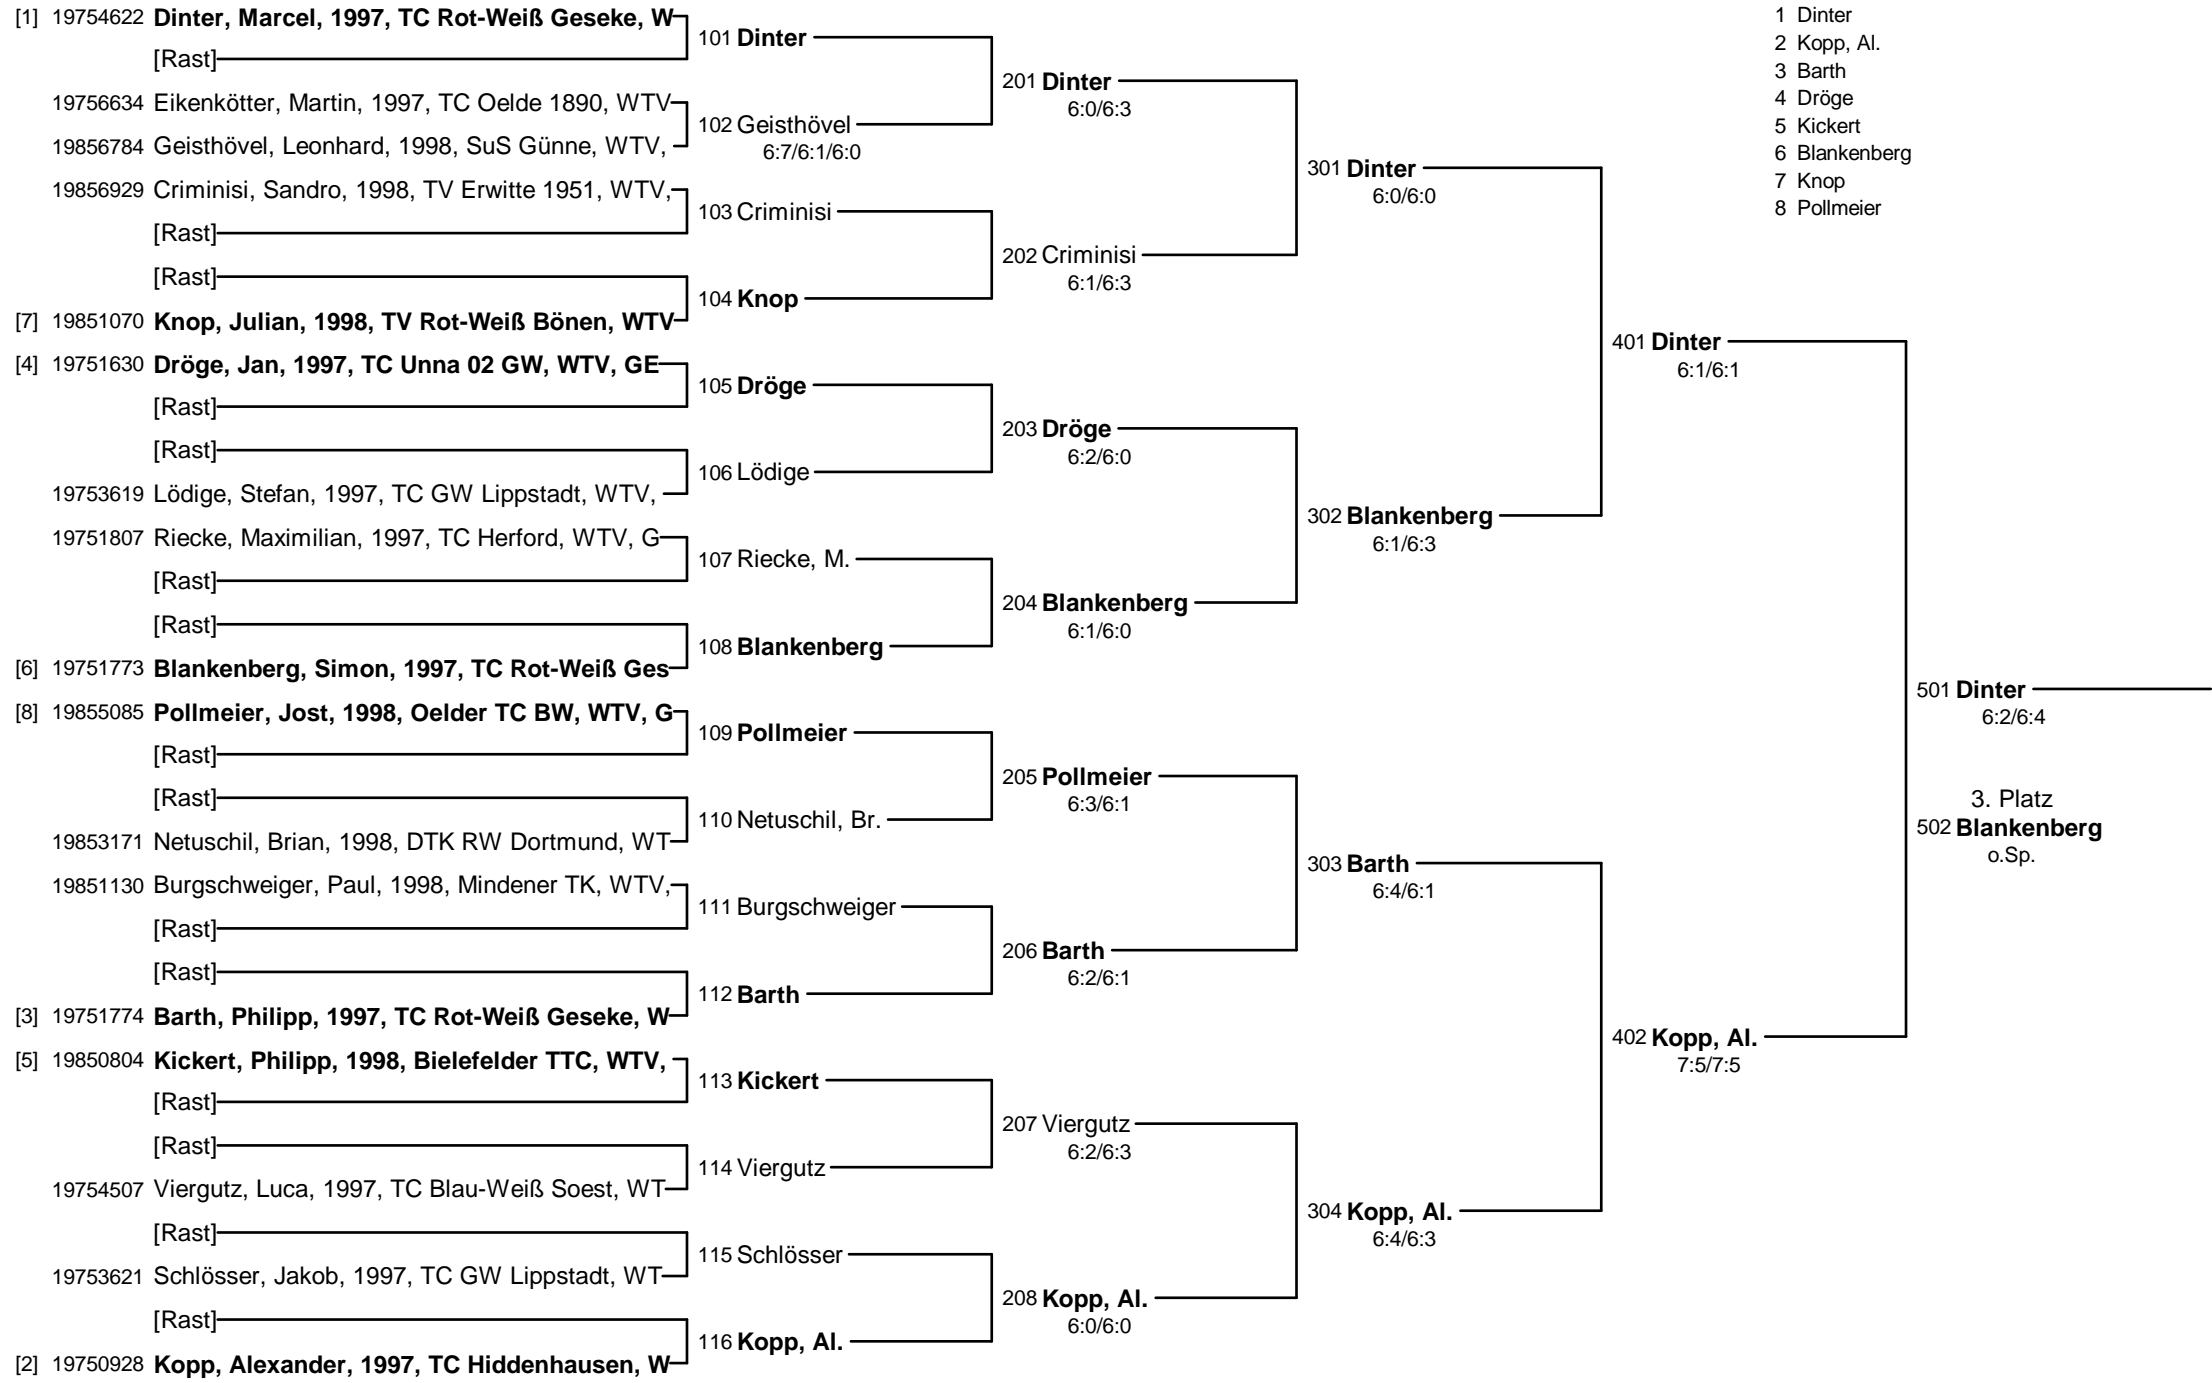 [1] 19754622 Dinter, Marcel, 1997, TC Rot-Weiß Geseke, W
[Rast]
19756634 Eikenkötter, Martin, 1997, TC Oelde 1890, WTV
19856784 Geisthövel, Leonhard, 1998, SuS Günne, WTV,
19856929 Criminisi, Sandro, 1998, TV Erwitte 1951, WTV,
[Rast]
[Rast]
[7] 19851070 Knop, Julian, 1998, TV Rot-Weiß Bönen, WTV
[4] 19751630 Dröge, Jan, 1997, TC Unna 02 GW, WTV, GE
[Rast]
[Rast]
19753619 Lödige, Stefan, 1997, TC GW Lippstadt, WTV,
19751807 Riecke, Maximilian, 1997, TC Herford, WTV, G
[Rast]
[Rast]
[6] 19751773 Blankenberg, Simon, 1997, TC Rot-Weiß Ges
[8] 19855085 Pollmeier, Jost, 1998, Oelder TC BW, WTV, G
[Rast]
[Rast]
19853171 Netuschil, Brian, 1998, DTK RW Dortmund, WT
19851130 Burgschweiger, Paul, 1998, Mindener TK, WTV,
[Rast]
[Rast]
[3] 19751774 Barth, Philipp, 1997, TC Rot-Weiß Geseke, W
[5] 19850804 Kickert, Philipp, 1998, Bielefelder TTC, WTV,
[Rast]
[Rast]
19754507 Viergutz, Luca, 1997, TC Blau-Weiß Soest, WT
[Rast]
19753621 Schlösser, Jakob, 1997, TC GW Lippstadt, WT
[Rast]
[2] 19750928 Kopp, Alexander, 1997, TC Hiddenhausen, W
101 Dinter
102 Geisthövel
6:7/6:1/6:0
103 Criminisi
104 Knop
105 Dröge
106 Lödige
107 Riecke, M.
108 Blankenberg
109 Pollmeier
110 Netuschil, Br.
111 Burgschweiger
112 Barth
113 Kickert
114 Viergutz
115 Schlösser
116 Kopp, Al.
201 Dinter
6:0/6:3
202 Criminisi
6:1/6:3
203 Dröge
6:2/6:0
204 Blankenberg
6:1/6:0
205 Pollmeier
6:3/6:1
206 Barth
6:2/6:1
207 Viergutz
6:2/6:3
208 Kopp, Al.
6:0/6:0
301 Dinter
6:0/6:0
302 Blankenberg
6:1/6:3
303 Barth
6:4/6:1
304 Kopp, Al.
6:4/6:3
401 Dinter
6:1/6:1
402 Kopp, Al.
7:5/7:5
501 Dinter
6:2/6:4
3. Platz
502 Blankenberg
o.Sp.
1 Dinter
2 Kopp, Al.
3 Barth
4 Dröge
5 Kickert
6 Blankenberg
7 Knop
8 Pollmeier